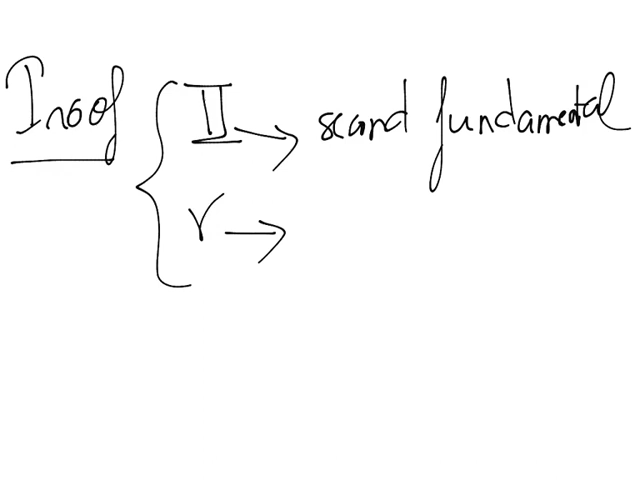 Proof { II → second fundamental
r →